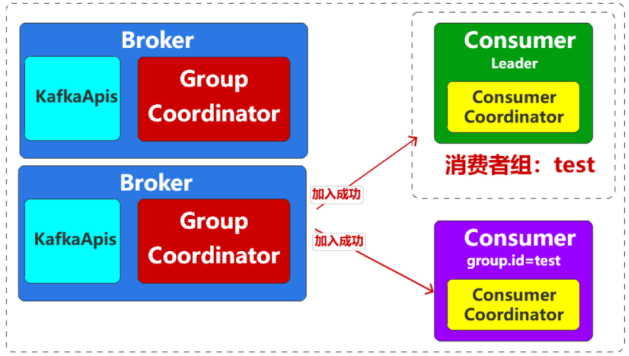 Broker
KafkaApis
Group
Coordinator
Broker
KafkaApis
Group
Coordinator
加入成功
加入成功
Consumer
Leader
Consumer
Coordinator
消费者组：test
Consumer
group.id=test
Consumer
Coordinator